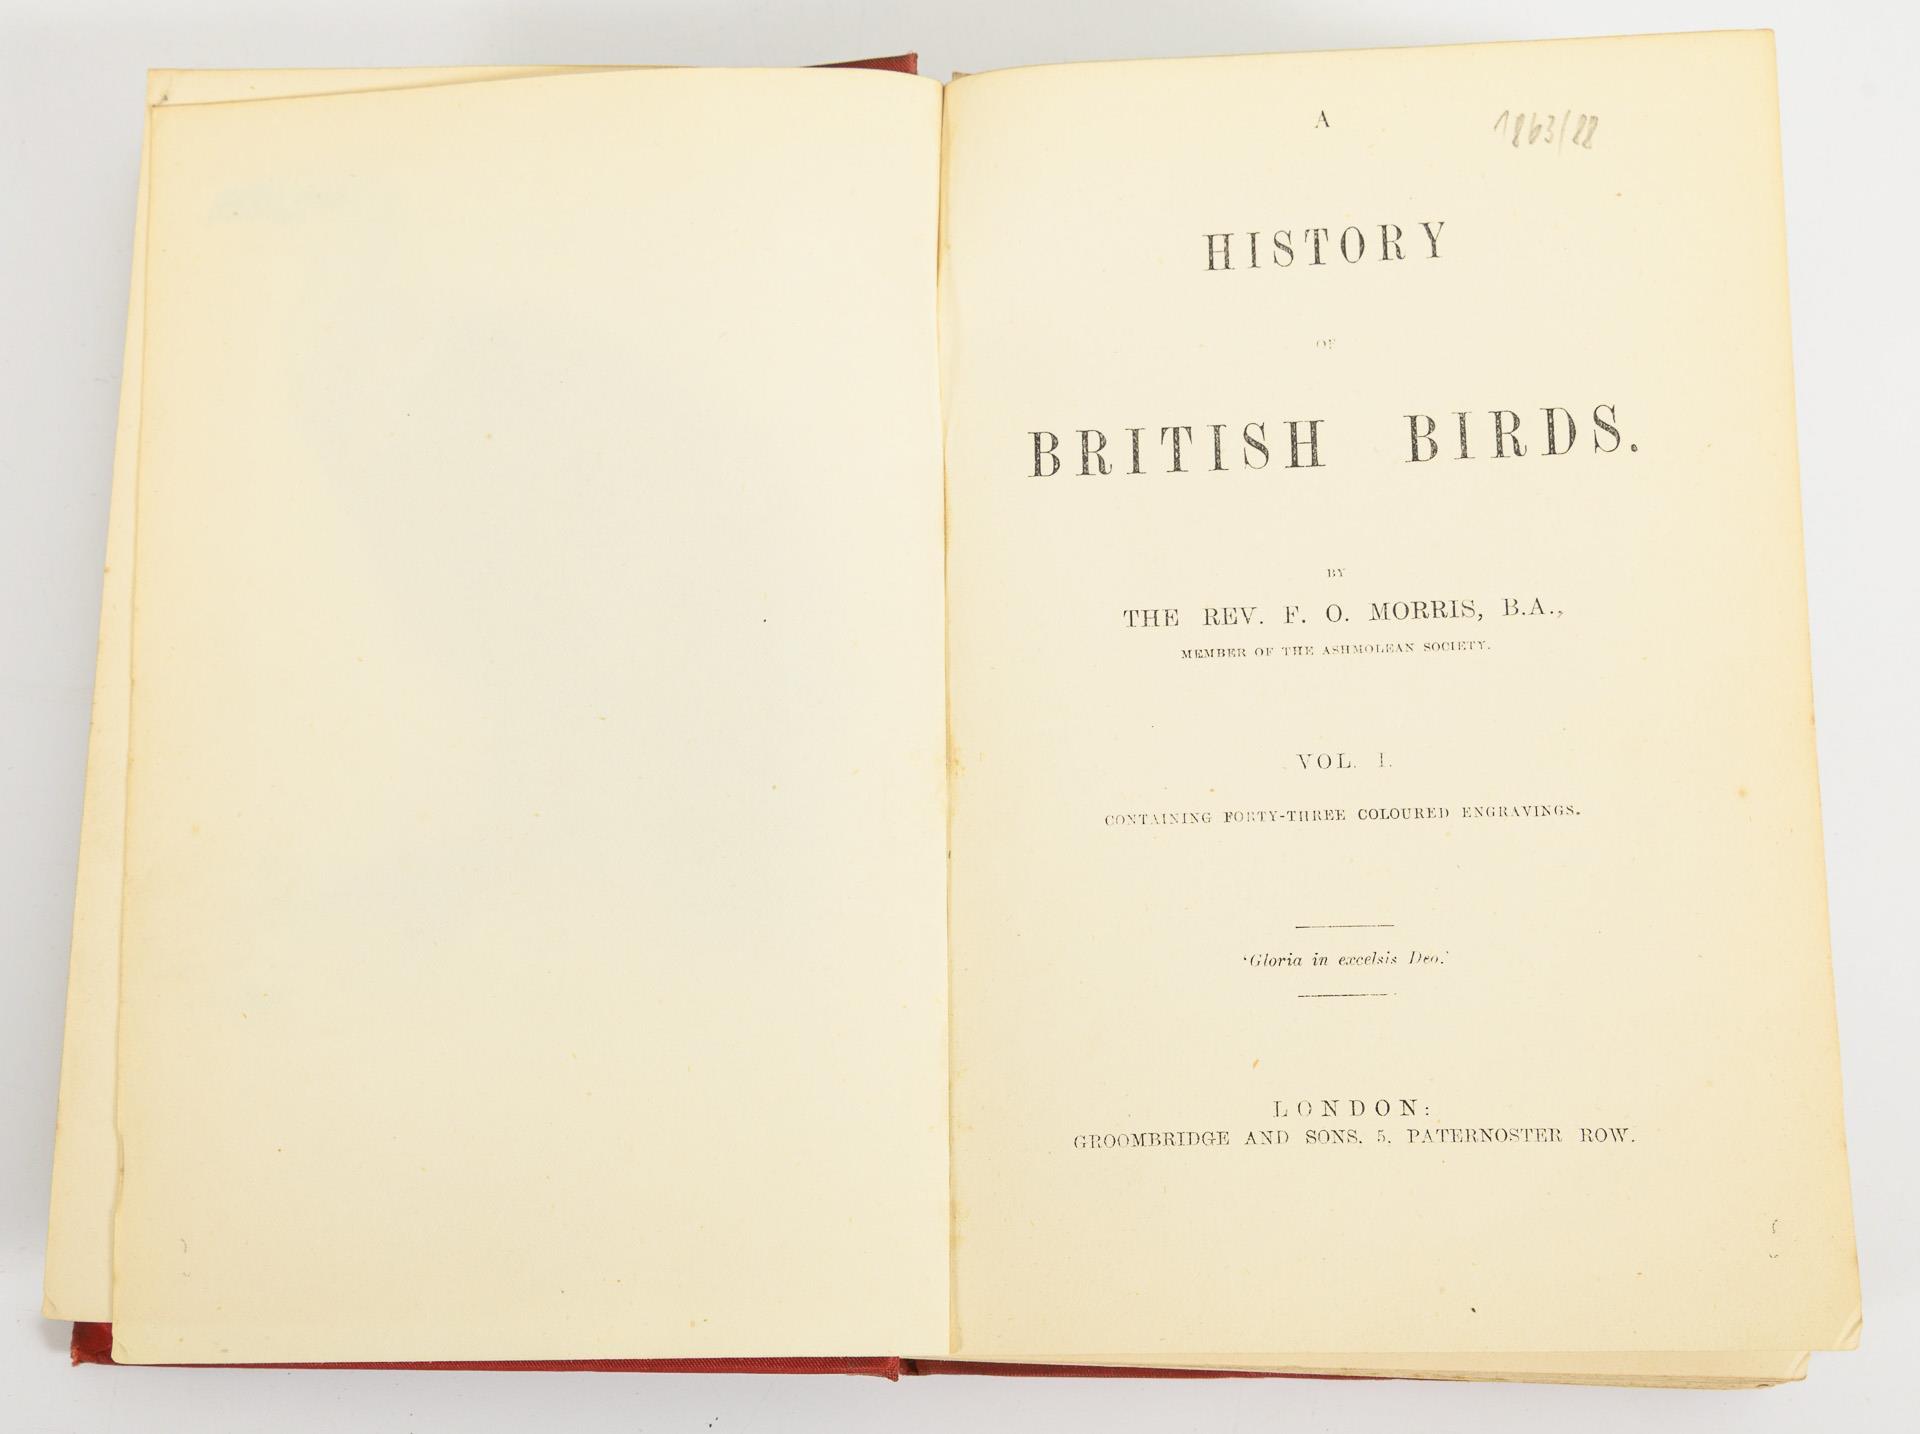 A
1863/88
HISTORY
OF
BRITISH BIRDS.
BY
THE REV. F. O. MORRIS, B.A.,
MEMBER OF THE ASHMOLEAN SOCIETY.
VOL. I.
CONTAINING FORTY-THREE COLOURED ENGRAVINGS.
'Gloria in excelsis Deo.'
LONDON:
GROOMBRIDGE AND SONS, 5, PATERNOSTER ROW.